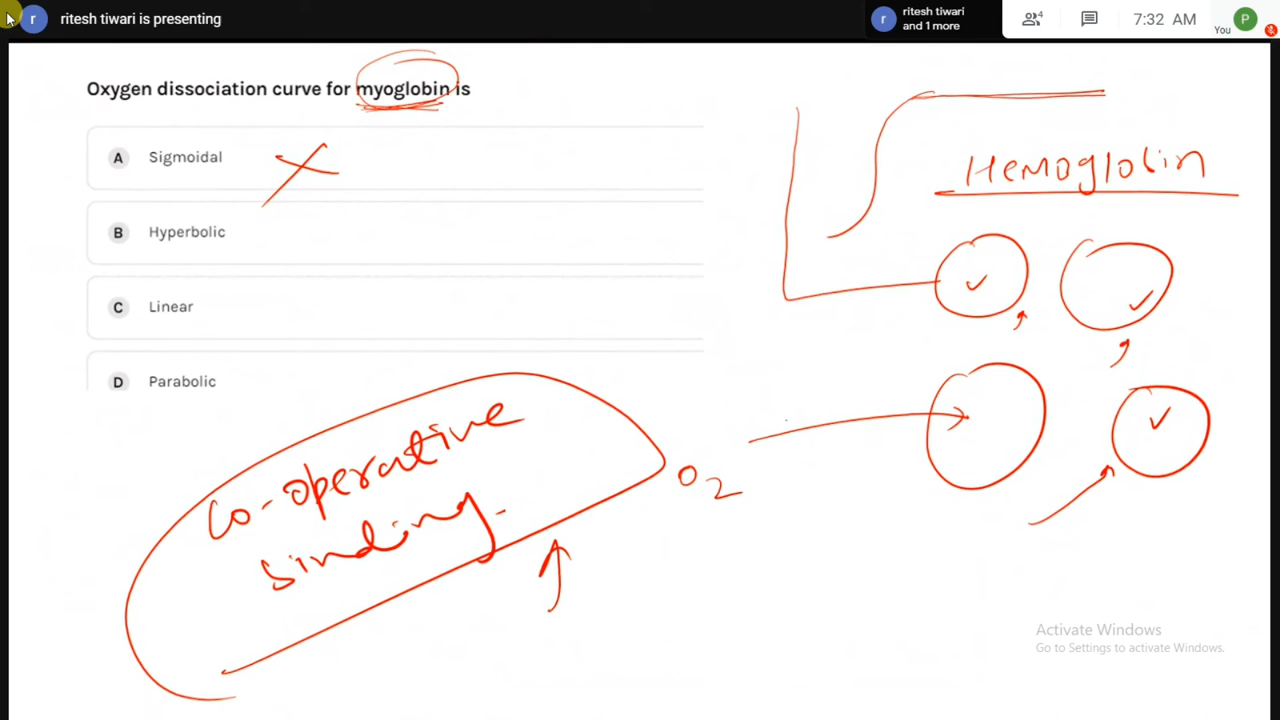 r ritesh tiwari is presenting
r ritesh tiwari and 1 more
4
7:32 AM
You
P
Oxygen dissociation curve for myoglobin is
A Sigmoidal
B Hyperbolic
C Linear
D Parabolic
Hemoglobin
Co-operative
binding.
O2
Activate Windows
Go to Settings to activate Windows.